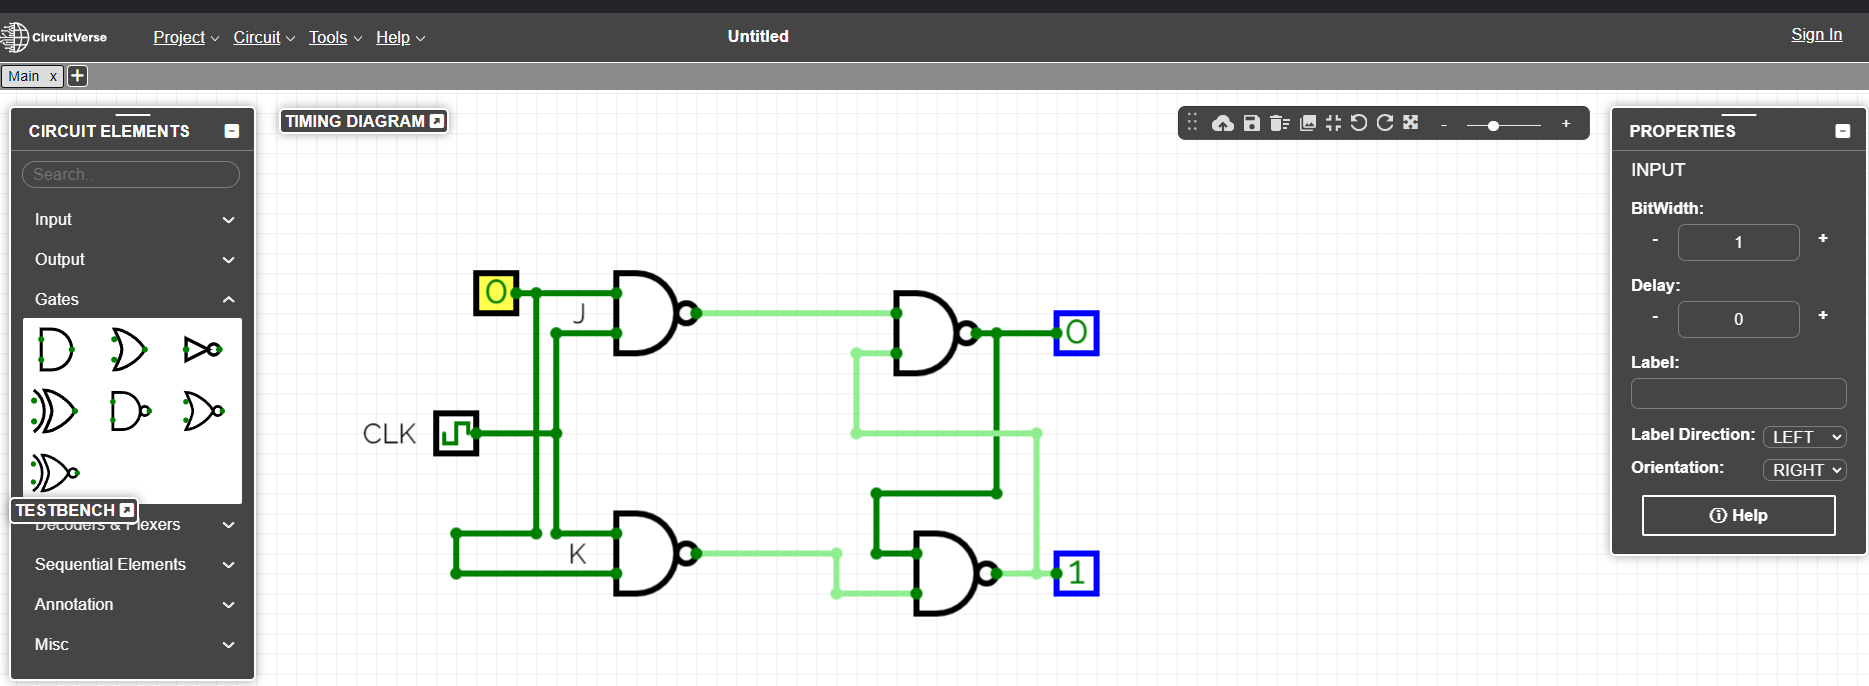 CircuitVerse
Project
Circuit
Tools
Help
Untitled
Sign In
Main x +
CIRCUIT ELEMENTS
Search..
Input
Output
Gates
TESTBENCH
Decoders & Plexers
Sequential Elements
Annotation
Misc
TIMING DIAGRAM
- +
0
J
CLK
K
0
1
PROPERTIES
INPUT
BitWidth:
- 1 +
Delay:
- 0 +
Label:
Label Direction: LEFT
Orientation: RIGHT
Help